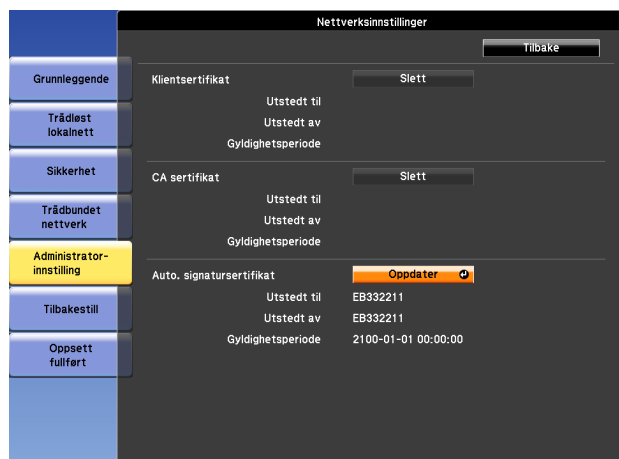 Nettverksinnstillinger
Tilbake
Grunnleggende
Trådløst
lokalnett
Sikkerhet
Trådbundet
nettverk
Administrator-
innstilling
Tilbakestill
Oppsett
fullført
Klientsertifikat Slett
Utstedt til
Utstedt av
Gyldighetsperiode
CA sertifikat Slett
Utstedt til
Utstedt av
Gyldighetsperiode
Auto. signatursertifikat Oppdater
Utstedt til EB332211
Utstedt av EB332211
Gyldighetsperiode 2100-01-01 00:00:00